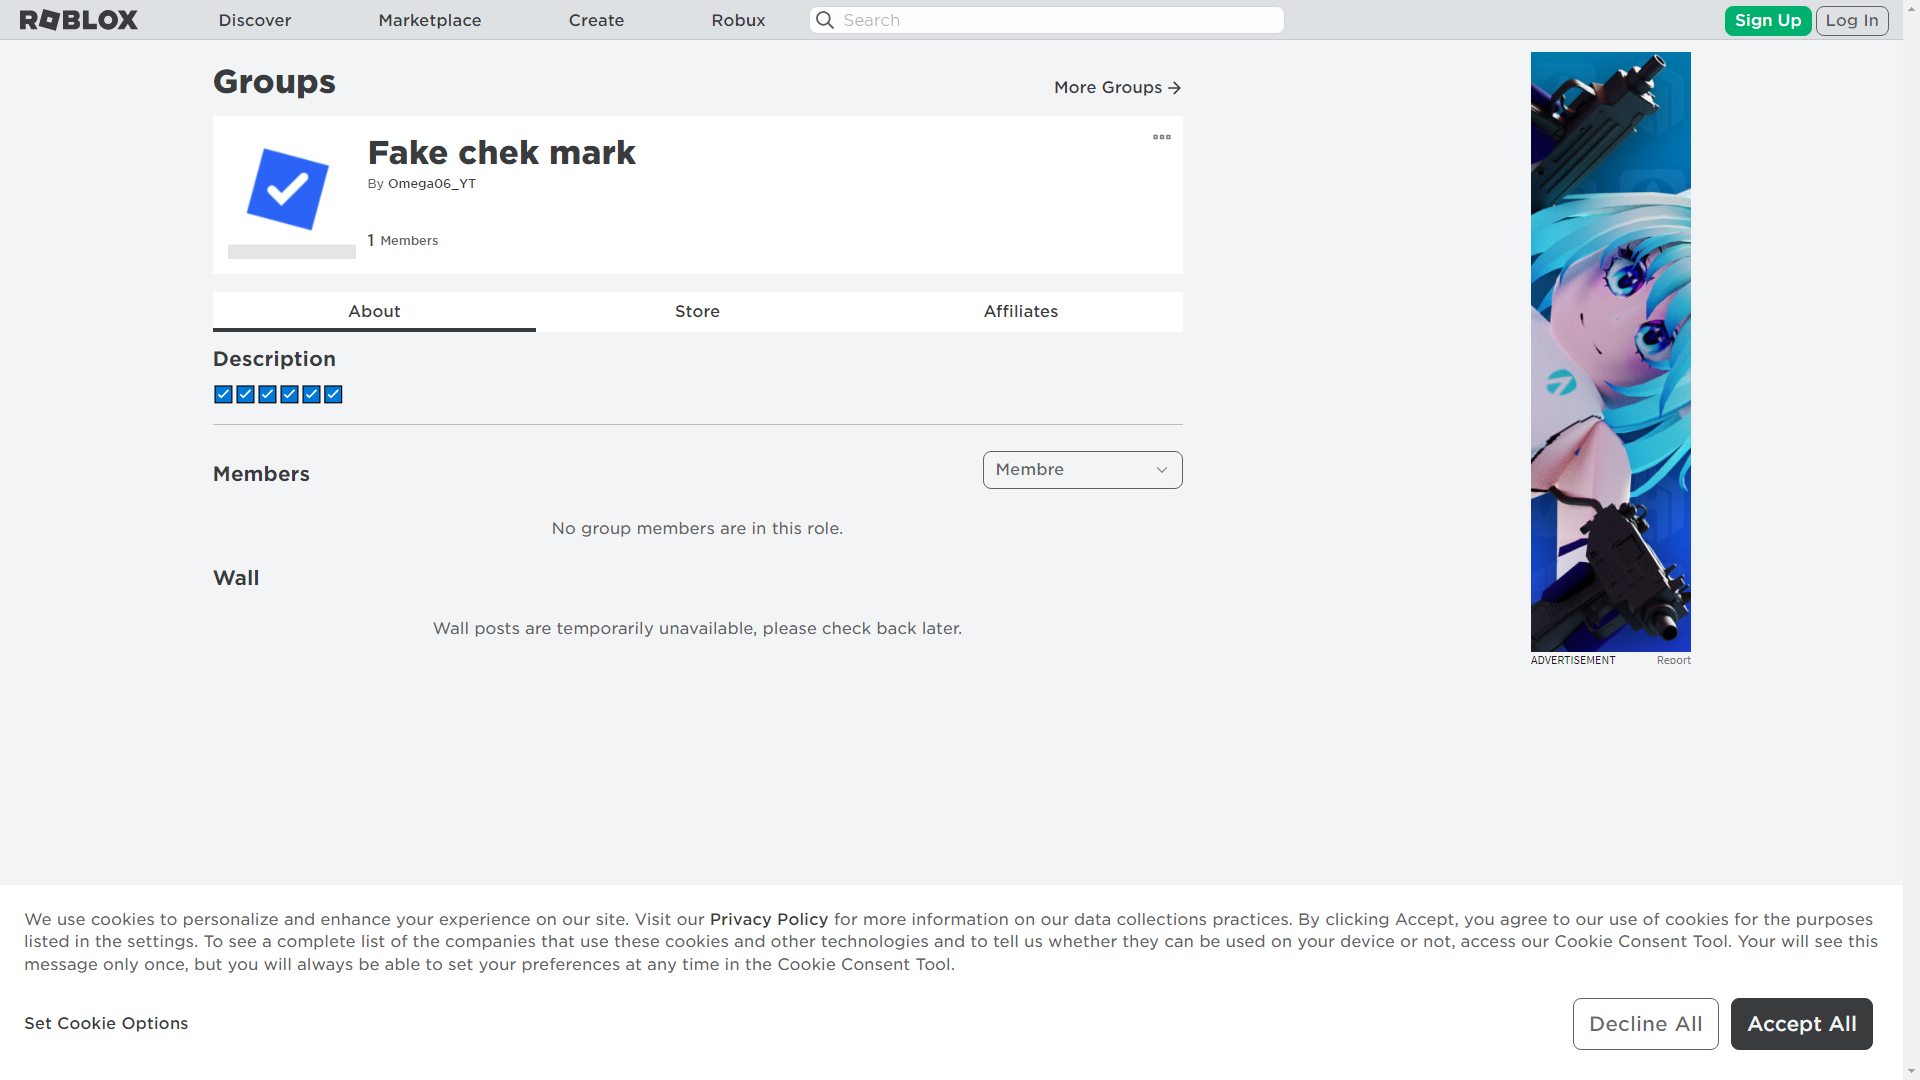 ROBLOX
Discover
Marketplace
Create
Robux
Search
Sign Up
Log In
Groups
More Groups →
Fake chek mark
By Omega06_YT
1 Members
About
Store
Affiliates
Description
Members
Membre
No group members are in this role.
Wall
Wall posts are temporarily unavailable, please check back later.
ADVERTISEMENT
Report
We use cookies to personalize and enhance your experience on our site. Visit our Privacy Policy for more information on our data collections practices. By clicking Accept, you agree to our use of cookies for the purposes
listed in the settings. To see a complete list of the companies that use these cookies and other technologies and to tell us whether they can be used on your device or not, access our Cookie Consent Tool. Your will see this
message only once, but you will always be able to set your preferences at any time in the Cookie Consent Tool.
Set Cookie Options
Decline All
Accept All